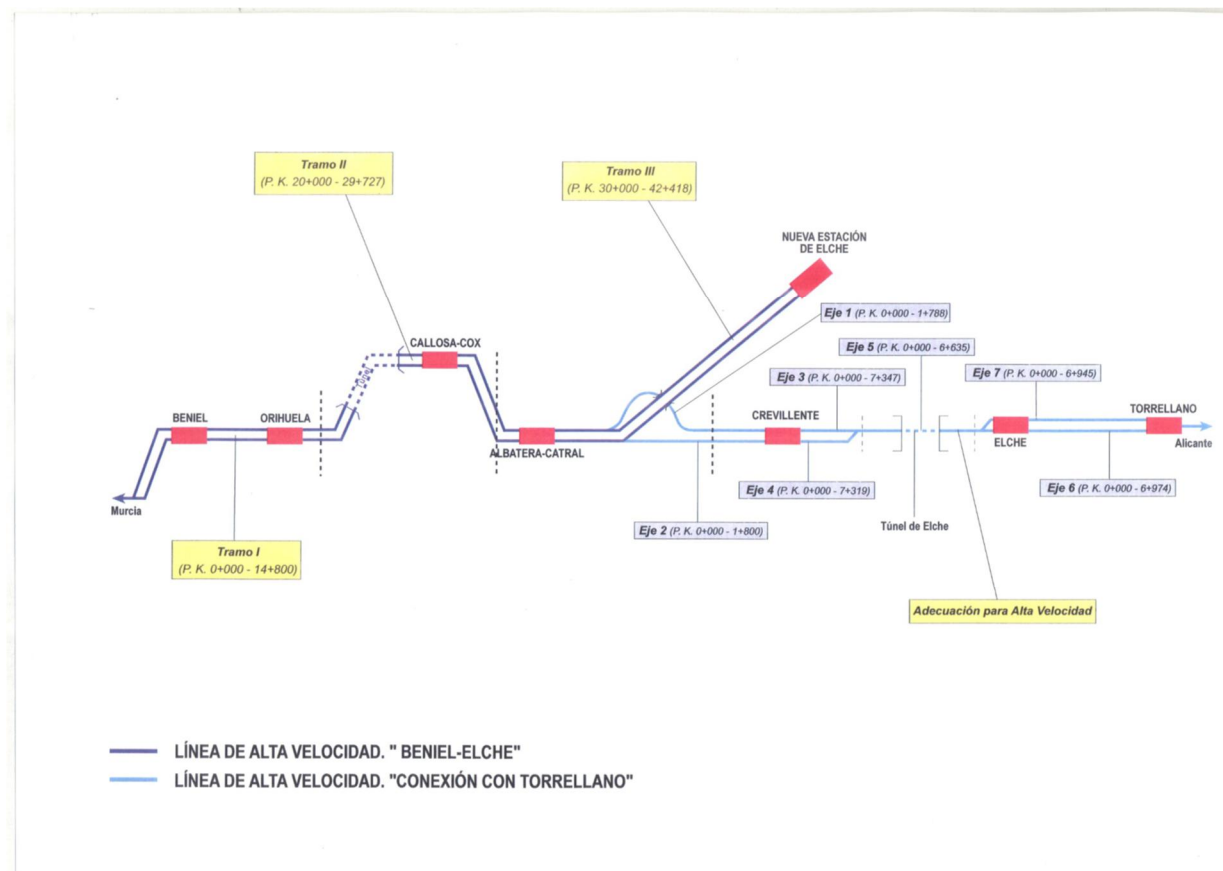 Tramo II
(P. K. 20+000 - 29+727)
Tramo III
(P. K. 30+000 - 42+418)
NUEVA ESTACIÓN
DE ELCHE
Eje 1 (P. K. 0+000 - 1+788)
Eje 5 (P. K. 0+000 - 6+635)
CALLOSA-COX
Eje 3 (P. K. 0+000 - 7+347)
Eje 7 (P. K. 0+000 - 6+945)
Túnel
BENIEL
ORIHUELA
CREVILLENTE
TORRELLANO
ALBATERA-CATRAL
ELCHE
Alicante
Murcia
Eje 4 (P. K. 0+000 - 7+319)
Eje 6 (P. K. 0+000 - 6+974)
Eje 2 (P. K. 0+000 - 1+800)
Túnel de Elche
Tramo I
(P. K. 0+000 - 14+800)
Adecuación para Alta Velocidad
LÍNEA DE ALTA VELOCIDAD. " BENIEL-ELCHE"
LÍNEA DE ALTA VELOCIDAD. "CONEXIÓN CON TORRELLANO"